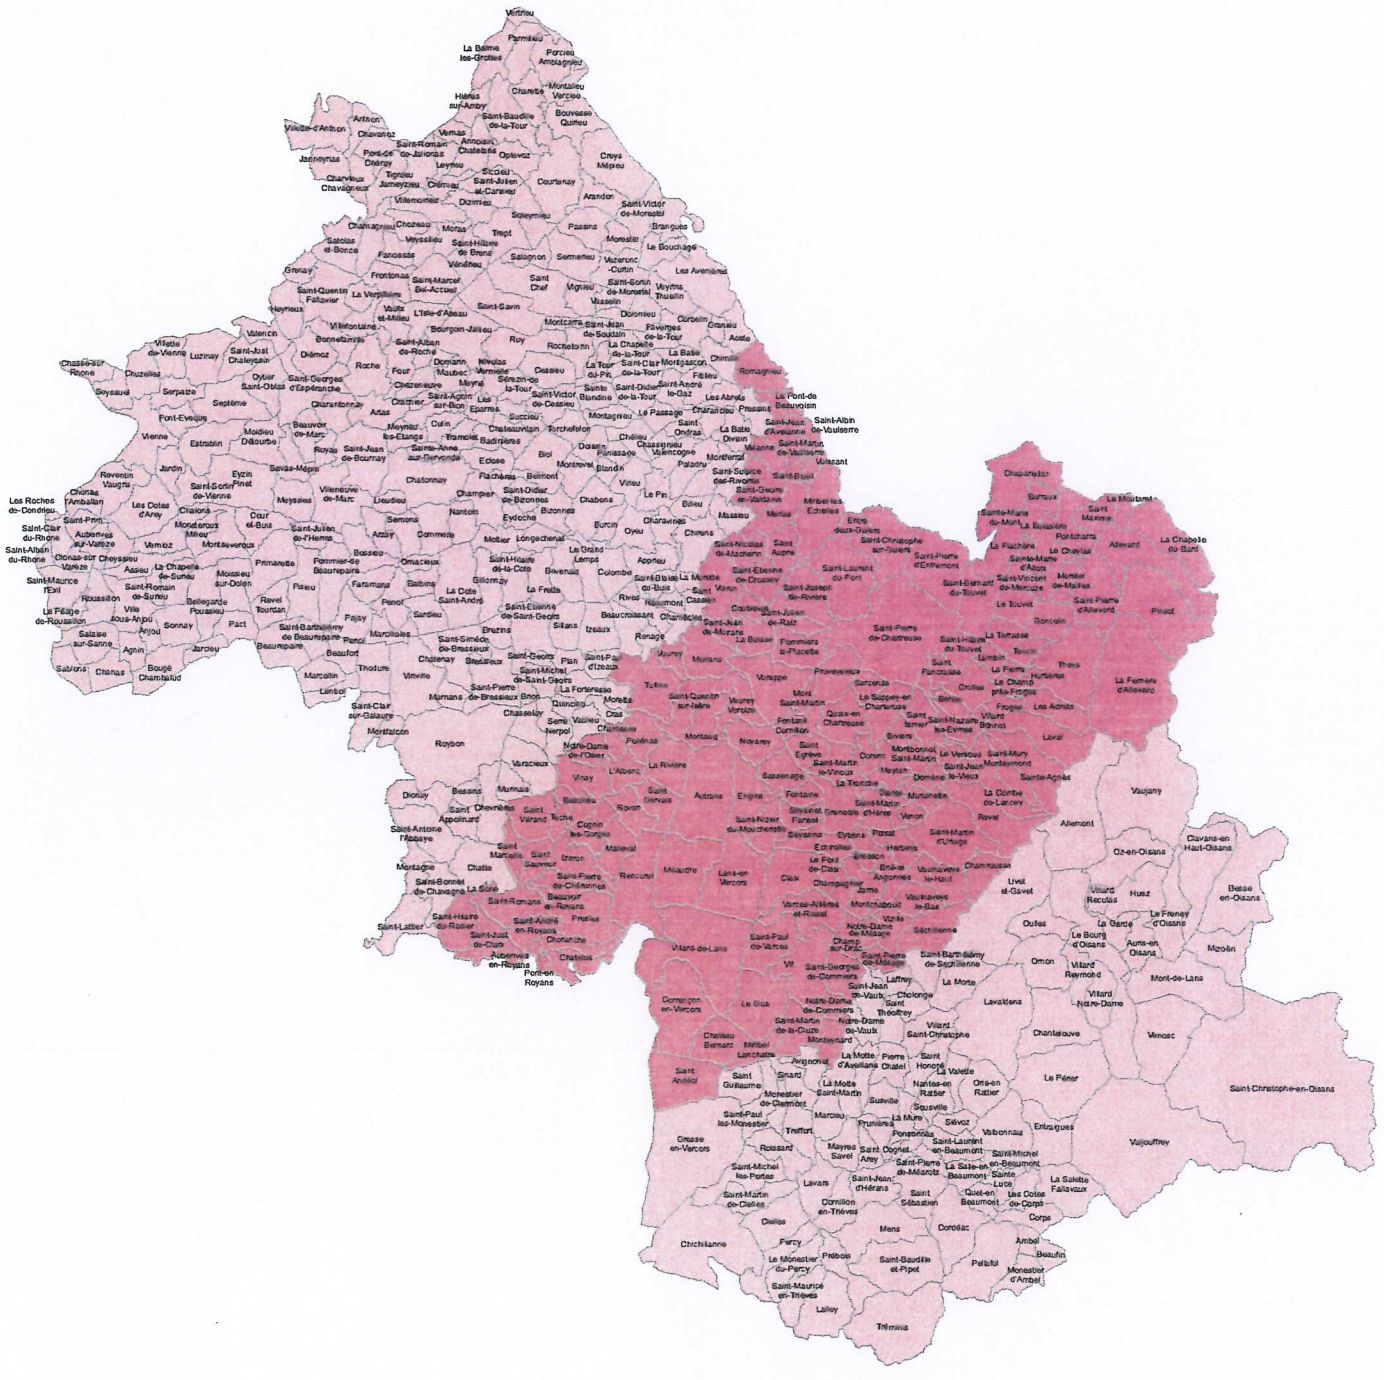 Vertrieu
Parmilieu
La Balme
les-Grottes
Porcieu
Amblagnieu
Montalieu
Vercieu
Charette
Hières
sur-Amby
Bouvesse
Quirieu
Saint-Baudille
de-la-Tour
Villette-d'Anthon
Anthon
Chavanoz
Vernas
Annoisin
Chatelans
Saint-Romain
de-Jalionas
Optevoz
Creys
Mépieu
Janneyrias
Pont-de
Chéruy
Leyrieu
Charvieux
Chavagneux
Tignieu
Jameyzieu
Crémieu
Siccieu
Saint-Julien
et-Carisieu
Courtenay
Arandon
Villemoirieu
Dizimieu
Saint-Victor
de-Morestel
Soleymieu
Chamagnieu
Chozeau
Moras
Trept
Passins
Brangues
Satolas
et-Bonce
Veyssilieu
Saint-Hilaire
de Brens
Morestel
Le Bouchage
Panossas
Salagnon
Sermerieu
Vezeronce
-Curtin
Vénérieu
Les Avenières
Grenay
Frontonas
Saint-Marcel
Bel-Accueil
Saint
Chef
Vignieu
Saint-Sorlin
de-Morestel
Veyrins
Thuellin
Saint-Quentin
Fallavier
La Verpillière
Vasselin
Heyrieux
Vaulx
et-Milieu
L'Isle-d'Abeau
Saint-Savin
Dolomieu
Corbelin
Granieu
Villefontaine
Bourgoin-Jallieu
Montcarra
Saint-Jean
de-Soudain
Faverges
de-la-Tour
Aoste
Valencin
Bonnefamille
Saint-Alban
de-Roche
Ruy
Rochetoirin
La Chapelle
de-la-Tour
La Batie
Montgascon
Chimilin
Villette
de-Vienne
Luzinay
Saint-Just
Chaleyssin
Diémoz
Roche
Four
Domarin
Maubec
Nivolas
Vermelle
Cessieu
La Tour
du-Pin
Saint-Clair
de-la-Tour
Romagnieu
Chasse-sur
Rhone
Chuzelles
Fitilieu
Seyssuel
Serpaize
Oytier
Saint-Oblas
Saint-Georges
d'Espéranche
Chezeneuve
Meyrié
Sérézin-de
la-Tour
Sainte
Blandine
Saint-Didier
de-la-Tour
Saint-André
le-Gaz
Les Abrets
Le Pont-de
Beauvoisin
Septème
Charantonnay
Artas
Crachier
Saint-Agnin
sur-Bion
Les
Eparres
Saint-Victor
de-Cessieu
Montagnieu
Le Passage
Charancieu
Pressins
Pont-Eveque
Succieu
Saint
Ondras
Saint-Jean
d'Avelanne
Saint-Albin
de-Vaulserre
Vienne
Estrablin
Moidieu
Détourbe
Beauvoir
de-Marc
Meyrieu
les-Etangs
Culin
Tramolé
Badinières
Chateauvilain
Torchefelon
Chélieu
La Batie
Divisin
Saint-Martin
de-Vaulserre
Royas
Saint-Jean
de-Bournay
Sainte-Anne
sur-Gervonde
Eclose
Biol
Doissin
Panissage
Chassignieu
Valencogne
Velanne
Voissant
Jardin
Eyzin
Pinet
Savas-Mépin
Montrevel
Blandin
Paladru
Montferrat
Reventin
Vaugris
Saint-Sorlin
de-Vienne
Chatonnay
Flachères
Belmont
Virieu
Saint-Sulpice
des-Rivoires
Saint-Bueil
Chonas
l'Amballan
Meyssiès
Villeneuve
de-Marc
Lieudieu
Champier
Saint-Didier
de-Bizonnes
Chabons
Le Pin
Saint-Geoire
en-Valdaine
Les Roches
de-Condrieu
Les Cotes
d'Arey
Chalons
Cour
et-Buis
Semons
Nantoin
Eydoche
Bizonnes
Bilieu
Massieu
Merlas
Miribel-les
Echelles
Saint-Prim
Monsteroux
Milieu
Burcin
Oyeu
Charavines
Entre
deux-Guiers
Saint-Clair
du-Rhone
Auberives
sur-Varèze
Vernioz
Montseveroux
Saint-Julien
de-l'Herms
Arzay
Commelle
Mottier
Longechenal
Chirens
Saint-Christophe
sur-Guiers
Saint-Alban
du-Rhone
Clonas-sur
Varèze
Cheyssieu
Assieu
La Chapelle
de-Surieu
Primarette
Pommier-de
Beaurepaire
Bossieu
Ornacieux
Saint-Hilaire
de-la-Cote
Le Grand
Lemps
Apprieu
Saint-Nicolas
de-Macherin
Saint
Aupre
Saint-Pierre
d'Entremont
Saint-Maurice
l'Exil
Roussillon
Saint-Romain
de-Surieu
Moissieu
sur-Dolon
Pisieu
Faramans
Balbins
Gillonnay
Bévenais
Colombe
Saint-Blaise
du-Buis
La Murette
Saint-Etienne
de-Crossey
Saint-Laurent
du-Pont
La Cote
Saint-André
La Frette
Saint
Cassien
Voiron
Saint-Joseph
de-Rivière
Le Péage
de-Roussillon
Ville
sous-Anjou
Bellegarde
Poussieu
Revel
Tourdan
Penol
Sardieu
Saint-Etienne
de-Saint-Geoirs
Rives
Réaumont
Coublevie
Saint-Julien
de-Ratz
Pajay
Sillans
Beaucroissant
Charnècles
Saint-Jean
de-Moirans
Salaise
sur-Sanne
Anjou
Sonnay
Pact
Saint-Barthélémy
de Beaurepaire
Marcilloles
Brezins
Izeaux
Renage
La Buisse
Pommiers
la-Placette
Saint-Pierre
de-Chartreuse
Agnin
Jarcieu
Beaurepaire
Beaufort
Saint-Siméon
de-Bressieux
Sablons
Chanas
Bougé
Chambalud
Thodure
Chatenay
Bressieux
Saint-Geoirs
Plan
Vourey
Moirans
Marcollin
Viriville
Saint-Michel
de-Saint-Geoirs
Tullins
Voreppe
Proveysieux
Sarcenas
Lentiol
Marnans
Saint-Pierre
de-Bressieux
Brion
La Forteresse
Morette
Saint-Quentin
sur-Isère
Veurey
Voroize
Mont
Saint-Martin
Le Sappey-en
Chartreuse
Saint-Clair
sur-Galaure
Chasselay
Quincieu
Cras
Quaix-en
Chartreuse
Montfalcon
Serre
Nerpol
Vatilieu
Chantesse
Fontanil
Cornillon
Roybon
Notre-Dame
de-l'Osier
Poliénas
Montaud
Noyarey
Saint
Egrève
Corenc
Biviers
Varacieux
Vinay
L'Albenc
La Rivière
Sassenage
Saint-Martin
le-Vinoux
Meylan
Montbonnot
Saint-Martin
Dionay
Bessins
Murinais
La Tronche
Domène
Chevrières
Saint
Appolinard
Saint
Vérand
Teche
Beaulieu
Rovon
Saint
Gervais
Autrans
Engins
Fontaine
Grenoble
Saint-Martin
d'Hères
Murianette
Venon
Saint-Antoine
l'Abbaye
Cognin
les-Gorges
Malleval
Saint-Nizier
du-Moucherotte
Seyssinet
Pariset
Seyssins
Eybens
Poisat
Saint-Martin
d'Uriage
Revel
Montagne
Chatte
Saint
Marcellin
Saint
Sauveur
Izeron
Echirolles
Herbeys
Chamrousse
Saint-Bonnet
de-Chavagne
La Sone
Saint-Pierre
de-Chérennes
Rencurel
Méaudre
Lans-en
Vercors
Claix
Le Pont
de-Claix
Bresson
Brié-et
Angonnes
Vaulnaveys
le-Haut
Saint-Lattier
Saint-Hilaire
du-Rosier
Saint-Romans
Beauvoir
en-Royans
Presles
Champagnier
Jarrie
Vaulnaveys
le-Bas
Saint-Just
de-Claix
Saint-André
en-Royans
Choranche
Chatelus
Varces-Allières
et-Risset
Montchaboud
Vizille
Auberives
en-Royans
Pont-en
Royans
Villard-de-Lans
Saint-Paul
de-Varces
Notre-Dame
de-Mésage
Champ
sur-Drac
Séchilienne
Vif
Saint-Georges
de-Commiers
Saint-Pierre
de-Mésage
Saint-Barthélémy
de-Sechilienne
Corrençon
en-Vercors
Le Gua
Notre-Dame
de-Commiers
Saint-Jean
de-Vaulx
Laffrey
Cholonge
La Morte
Saint
Théoffrey
Saint-Martin
de-la-Cluze
Notre-Dame
de-Vaulx
Villard
Saint-Christophe
Lavaldens
Chateau
Bernard
Miribel
Lanchatre
Monteynard
Saint
Andéol
Avignonet
La Motte
d'Aveillans
Pierre
Chatel
Saint
Honoré
La Valette
Saint
Guillaume
Sinard
La Motte
Saint-Martin
Susville
Nantes-en
Rattier
Oris-en
Rattier
Monestier
de-Clermont
Sousville
Saint-Paul
les-Monestier
Marcieu
Prunières
La Mure
Siévoz
Valbonnais
Entraigues
Gresse
en-Vercors
Roissard
Treffort
Mayres
Savel
Ponsonnas
Saint-Laurent
en-Beaumont
Saint-Michel
les-Portes
Saint
Arey
Cognet
Saint-Pierre
de-Méarotz
La Salle-en
Beaumont
Saint-Michel
en-Beaumont
Sainte
Luce
La Salette
Fallavaux
Saint-Martin
de-Clelles
Lavars
Saint-Jean
d'Hérans
Cornillon
en-Trièves
Saint
Sébastien
Quet-en
Beaumont
Les Cotes
de-Corps
Clelles
Mens
Cordéac
Corps
Chichilianne
Percy
Ambel
Beaufin
Le Monestier
du-Percy
Prébois
Saint-Baudille
et-Pipet
Pellafol
Monestier
d'Ambel
Saint-Maurice
en-Trièves
Lalley
Tréminis
Chapareillan
Barraux
Le Moutaret
Sainte-Marie
du-Mont
La Buissière
Saint
Maximin
Pontcharra
La Chapelle
du-Bard
La Flachère
Le Cheylas
Allevard
Sainte-Marie
d'Alloix
Saint-Bernard
du-Touvet
Saint-Vincent
de-Mercuze
Morêtel
de-Mailles
Le Touvet
Saint-Pierre
d'Allevard
Pinsot
Goncelin
Saint-Hilaire
du-Touvet
La Terrasse
Tencin
Saint
Pancrasse
Lumbin
La Pierre
Hurtières
Theys
La Ferrière
d'Allevard
Crolles
Le Champ
près-Froges
Bernin
Froges
Les Adrets
Saint
Ismier
Saint-Nazaire
les-Eymes
Villard
Bonnot
Laval
Le Versoud
Saint-Mury
Monteymond
Saint-Jean
le-Vieux
Sainte-Agnès
La Combe
de-Lancey
Vaujany
Allemont
Clavans-en
Haut-Oisans
Oz-en-Oisans
Livet
et-Gavet
Villard
Reculas
Huez
Besse
en-Oisans
Oulles
La Garde
Le Freney
d'Oisans
Le Bourg
d'Oisans
Auris-en
Oisans
Mizoën
Ornon
Villard
Reymond
Mont-de-Lans
Villard
Notre-Dame
Chantelouve
Venosc
Le Périer
Saint-Christophe-en-Oisans
Valjouffrey